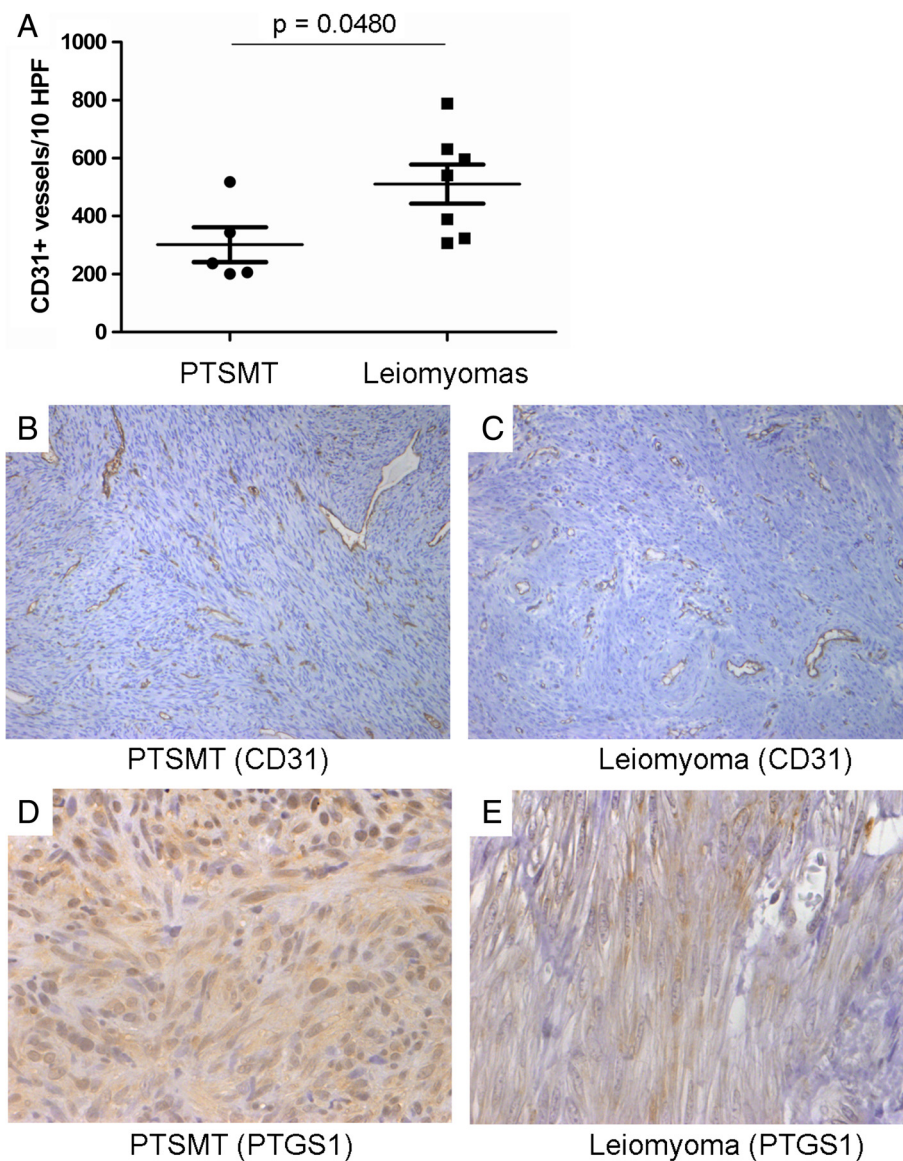 A
p = 0.0480
CD31+ vessels/10 HPF
1000
800
600
400
200
0
PTSMT
Leiomyomas
B
C
PTSMT (CD31)
Leiomyoma (CD31)
D
E
PTSMT (PTGS1)
Leiomyoma (PTGS1)